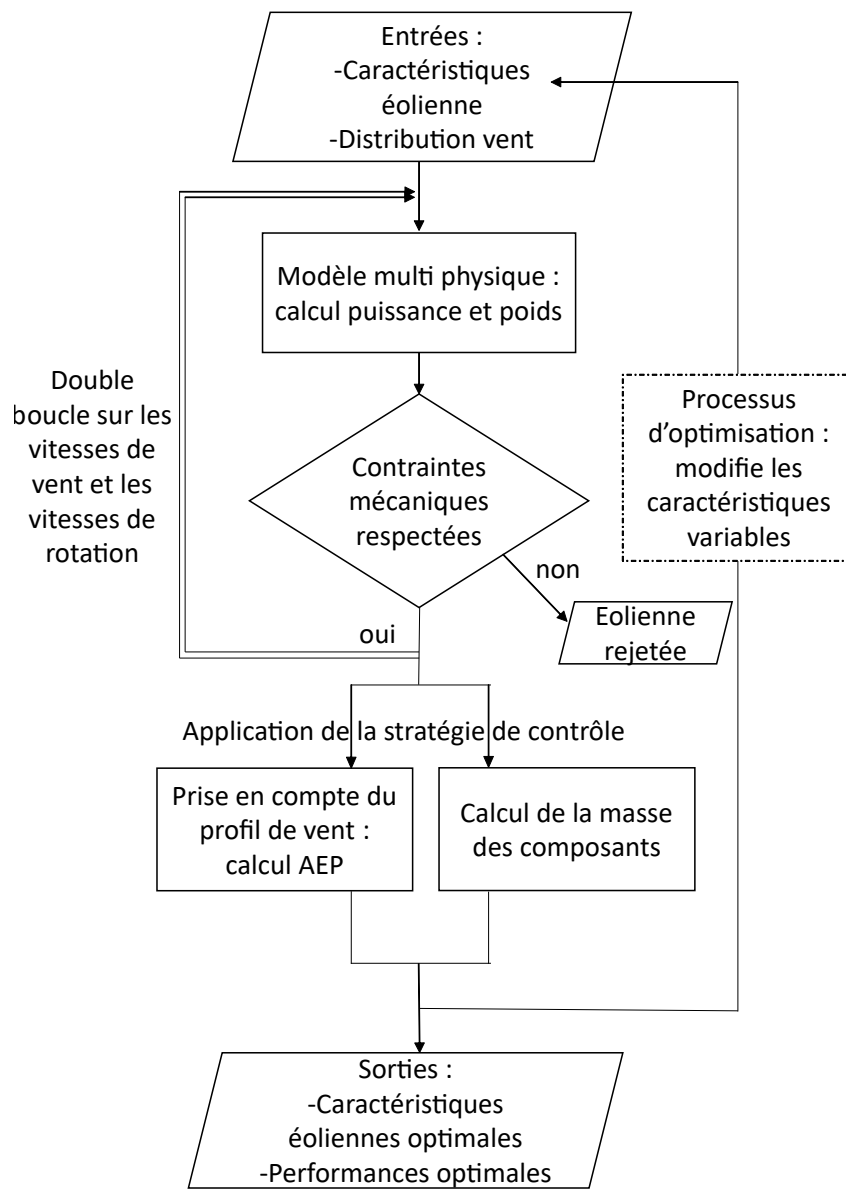 Entrées :
-Caractéristiques
éolienne
-Distribution vent
Modèle multi physique :
calcul puissance et poids
Double
boucle sur les
vitesses de
vent et les
vitesses de
rotation
Contraintes
mécaniques
respectées
Processus
d’optimisation :
modifie les
caractéristiques
variables
non
Eolienne
rejetée
oui
Application de la stratégie de contrôle
Prise en compte du
profil de vent :
calcul AEP
Calcul de la masse
des composants
Sorties :
-Caractéristiques
éoliennes optimales
-Performances optimales